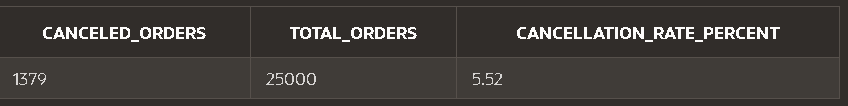 CANCELED_ORDERS TOTAL_ORDERS CANCELLATION_RATE_PERCENT
1379 25000 5.52